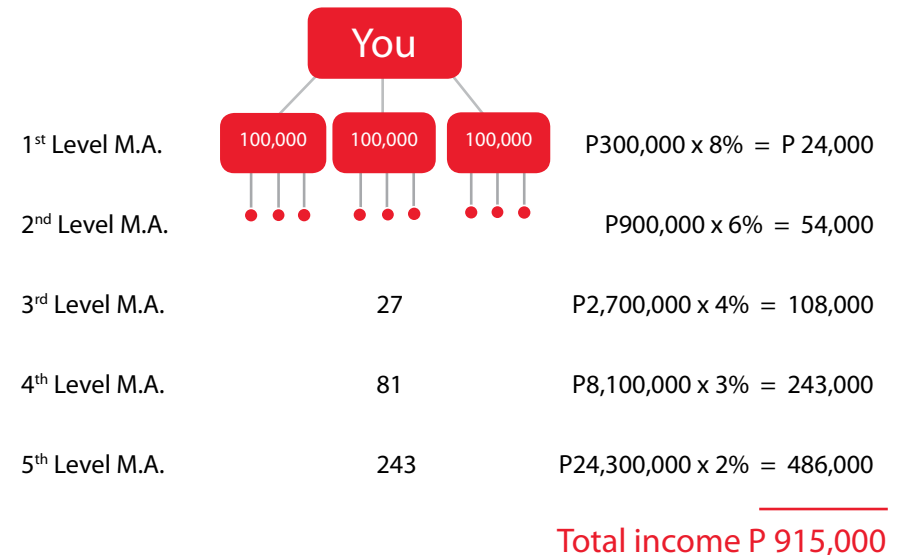 You
1st Level M.A. 100,000 100,000 100,000 P300,000 x 8% = P 24,000
2nd Level M.A. P900,000 x 6% = 54,000
3rd Level M.A. 27 P2,700,000 x 4% = 108,000
4th Level M.A. 81 P8,100,000 x 3% = 243,000
5th Level M.A. 243 P24,300,000 x 2% = 486,000
Total income P 915,000